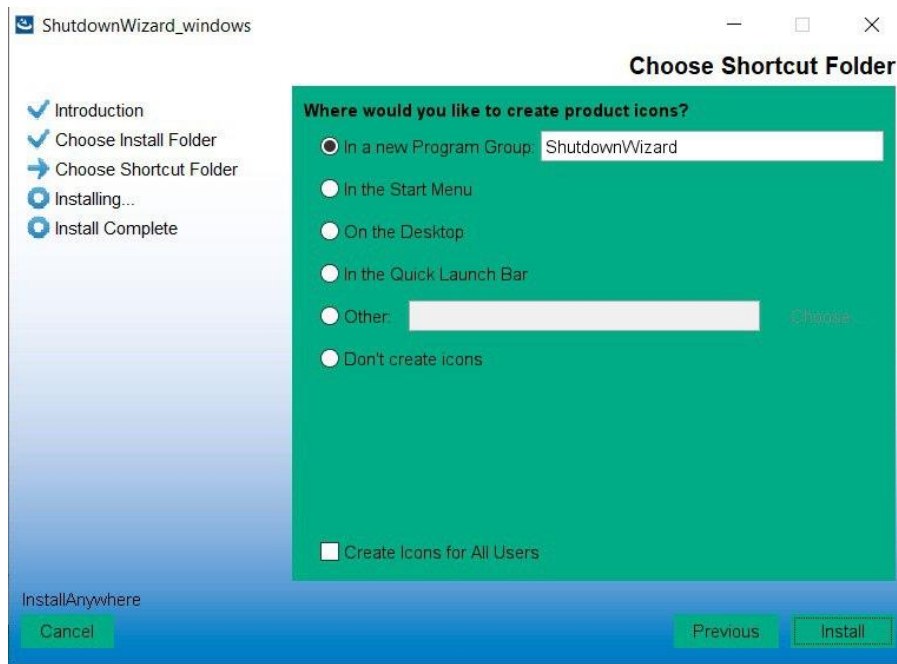 ShutdownWizard_windows
Choose Shortcut Folder
Introduction
Choose Install Folder
Choose Shortcut Folder
Installing...
Install Complete
Where would you like to create product icons?
In a new Program Group: ShutdownWizard
In the Start Menu
On the Desktop
In the Quick Launch Bar
Other: Choose...
Don't create icons
Create Icons for All Users
InstallAnywhere
Cancel Previous Install